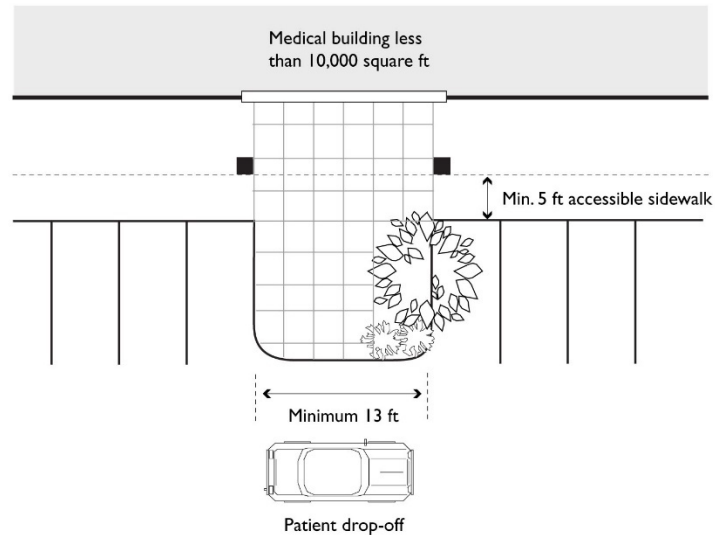 Medical building less
than 10,000 square ft
Min. 5 ft accessible sidewalk
Minimum 13 ft
Patient drop-off